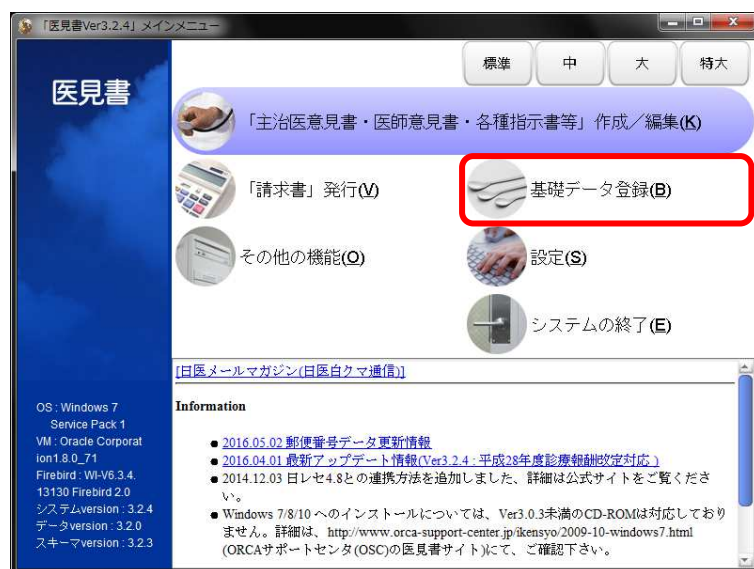 「医見書Ver3.2.4」メインメニュー
標準 中 大 特大
医見書
「主治医意見書・医師意見書・各種指示書等」作成／編集(K)
「請求書」発行(V)
基礎データ登録(B)
その他の機能(O)
設定(S)
システムの終了(E)
[日医メールマガジン(日医白クマ通信)]
Information
2016.05.02 郵便番号データ更新情報
2016.04.01 最新アップデート情報(Ver3.2.4 : 平成28年度診療報酬改定対応 )
2014.12.03 日レセ4.8との連携方法を追加しました、詳細は公式サイトをご覧くださ
い。
Windows 7/8/10 へのインストールについては、Ver3.0.3未満のCD-ROMは対応しており
ません。詳細は、http://www.orca-support-center.jp/ikensyo/2009-10-windows7.html
(ORCAサポートセンタ(OSC)の医見書サイト)にて、ご確認下さい。
OS : Windows 7
Service Pack 1
VM : Oracle Corporat
ion1.8.0_71
Firebird : WI-V6.3.4.
13130 Firebird 2.0
システムversion : 3.2.4
データversion : 3.2.0
スキーマversion : 3.2.3